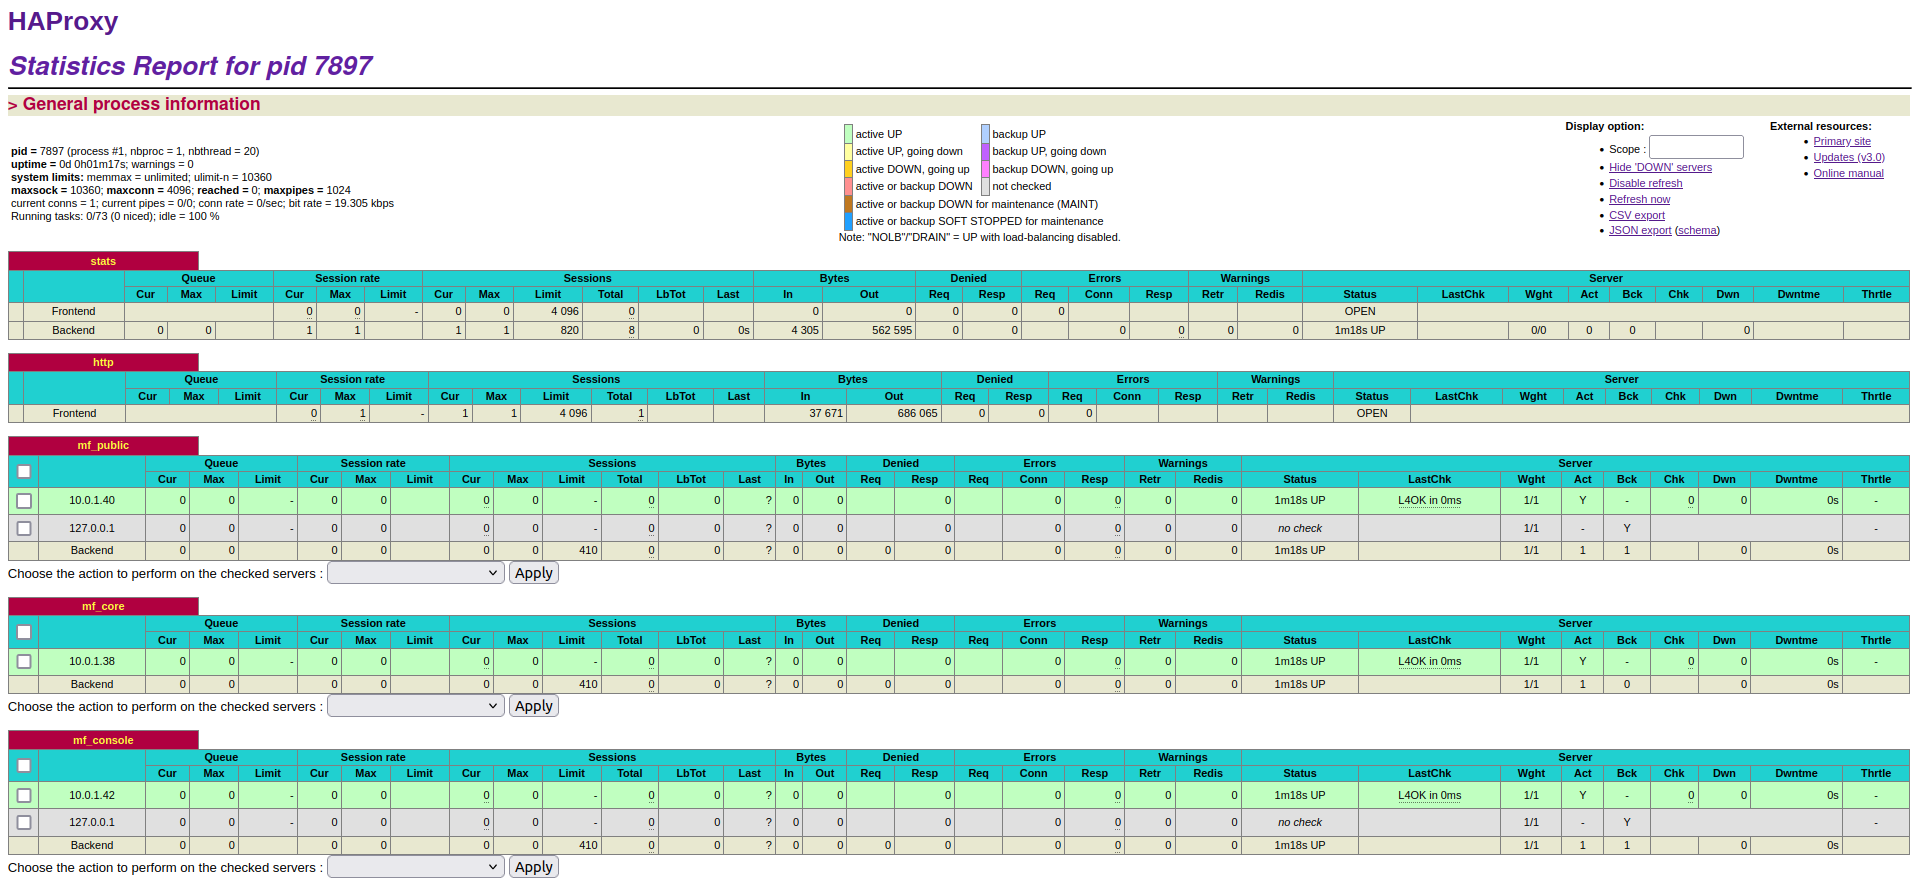 HAProxy
Statistics Report for pid 7897
> General process information
pid = 7897 (process #1, nbproc = 1, nbthread = 20)
uptime = 0d 0h01m17s; warnings = 0
system limits: memmax = unlimited; ulimit-n = 10360
maxsock = 10360; maxconn = 4096; reached = 0; maxpipes = 1024
current conns = 1; current pipes = 0/0; conn rate = 0/sec; bit rate = 19.305 kbps
Running tasks: 0/73 (0 niced); idle = 100 %
active UP backup UP
active UP, going down backup UP, going down
active DOWN, going up backup DOWN, going up
active or backup DOWN not checked
active or backup DOWN for maintenance (MAINT)
active or backup SOFT STOPPED for maintenance
Note: "NOLB"/"DRAIN" = UP with load-balancing disabled.
Display option:
• Scope :
• Hide 'DOWN' servers
• Disable refresh
• Refresh now
• CSV export
• JSON export (schema)
External resources:
• Primary site
• Updates (v3.0)
• Online manual
stats
Queue Session rate Sessions Bytes Denied Errors Warnings Server
Cur Max Limit Cur Max Limit Cur Max Limit Total LbTot Last In Out Req Resp Req Conn Resp Retr Redis Status LastChk Wght Act Bck Chk Dwn Dwntme Thrtle
Frontend 0 0 - 0 0 4 096 0 0 0 0 0 0 OPEN
Backend 0 0 1 1 1 1 820 8 0 0s 4 305 562 595 0 0 0 0 0 0 1m18s UP 0/0 0 0 0
http
Queue Session rate Sessions Bytes Denied Errors Warnings Server
Cur Max Limit Cur Max Limit Cur Max Limit Total LbTot Last In Out Req Resp Req Conn Resp Retr Redis Status LastChk Wght Act Bck Chk Dwn Dwntme Thrtle
Frontend 0 1 - 1 1 4 096 1 37 671 686 065 0 0 0 OPEN
mf_public
Queue Session rate Sessions Bytes Denied Errors Warnings Server
Cur Max Limit Cur Max Limit Cur Max Limit Total LbTot Last In Out Req Resp Req Conn Resp Retr Redis Status LastChk Wght Act Bck Chk Dwn Dwntme Thrtle
10.0.1.40 0 0 - 0 0 0 0 - 0 0 ? 0 0 0 0 0 0 0 1m18s UP L4OK in 0ms 1/1 Y - 0 0 0s -
127.0.0.1 0 0 - 0 0 0 0 - 0 0 ? 0 0 0 0 0 0 0 no check 1/1 - Y -
Backend 0 0 0 0 0 0 410 0 0 ? 0 0 0 0 0 0 0 0 1m18s UP 1/1 1 1 0 0s
Choose the action to perform on the checked servers : Apply
mf_core
Queue Session rate Sessions Bytes Denied Errors Warnings Server
Cur Max Limit Cur Max Limit Cur Max Limit Total LbTot Last In Out Req Resp Req Conn Resp Retr Redis Status LastChk Wght Act Bck Chk Dwn Dwntme Thrtle
10.0.1.38 0 0 - 0 0 0 0 - 0 0 ? 0 0 0 0 0 0 0 1m18s UP L4OK in 0ms 1/1 Y - 0 0 0s -
Backend 0 0 0 0 0 0 410 0 0 ? 0 0 0 0 0 0 0 0 1m18s UP 1/1 1 0 0 0s
Choose the action to perform on the checked servers : Apply
mf_console
Queue Session rate Sessions Bytes Denied Errors Warnings Server
Cur Max Limit Cur Max Limit Cur Max Limit Total LbTot Last In Out Req Resp Req Conn Resp Retr Redis Status LastChk Wght Act Bck Chk Dwn Dwntme Thrtle
10.0.1.42 0 0 - 0 0 0 0 - 0 0 ? 0 0 0 0 0 0 0 1m18s UP L4OK in 0ms 1/1 Y - 0 0 0s -
127.0.0.1 0 0 - 0 0 0 0 - 0 0 ? 0 0 0 0 0 0 0 no check 1/1 - Y -
Backend 0 0 0 0 0 0 410 0 0 ? 0 0 0 0 0 0 0 0 1m18s UP 1/1 1 1 0 0s
Choose the action to perform on the checked servers : Apply